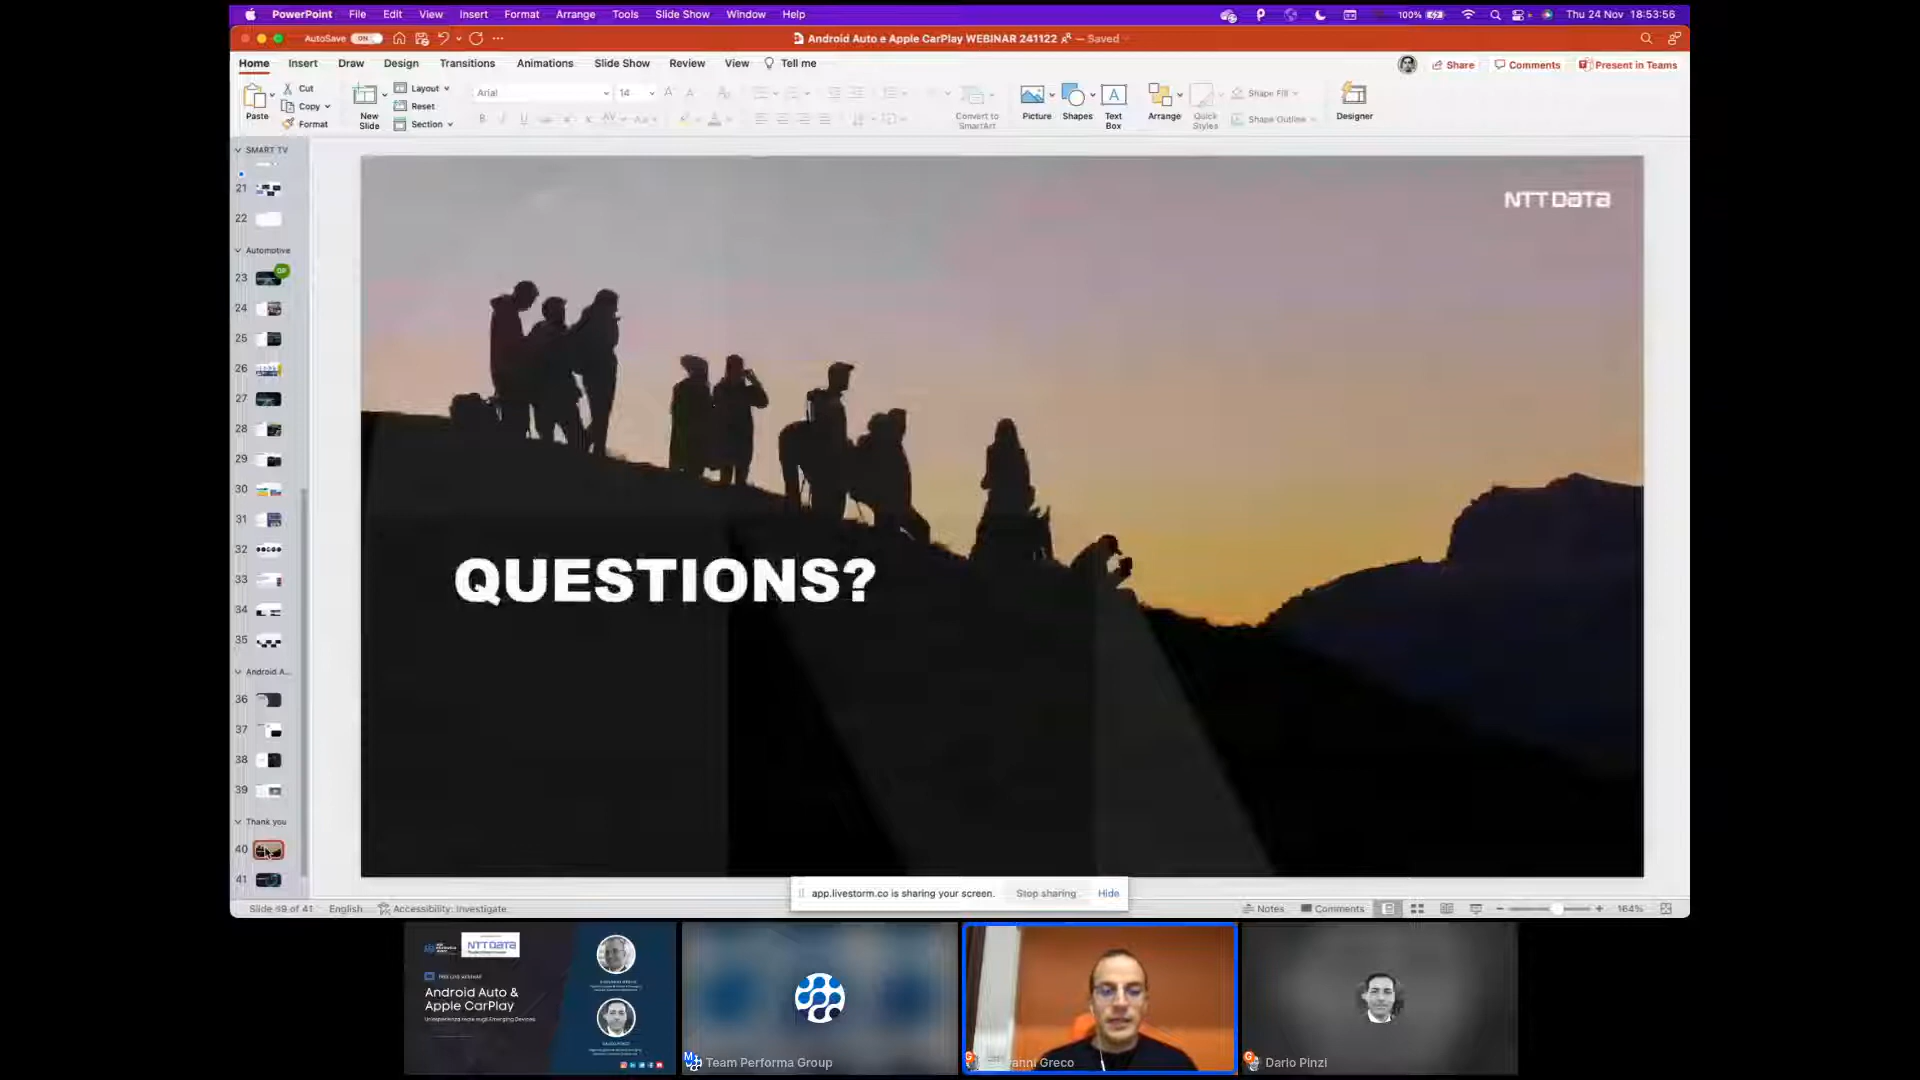 PowerPoint File Edit View Insert Format Arrange Tools Slide Show Window Help 100% Thu 24 Nov 18:53:56
AutoSave ON Android Auto e Apple CarPlay WEBINAR 241122 — Saved
Home Insert Draw Design Transitions Animations Slide Show Review View Tell me Share Comments Present in Teams
Paste Cut Copy Format New Slide Layout Reset Section Arial 14 Convert to SmartArt Picture Shapes Text Box Arrange Quick Styles Shape Fill Shape Outline Designer
SMART TV
21
22
Automotive
23
24
25
26
27
28
29
30
31
32
33
34
35
Android A...
36
37
38
39
Thank you
40
41
NTT DATA
QUESTIONS?
app.livestorm.co is sharing your screen. Stop sharing Hide
English Accessibility: Investigate Notes Comments 164%
NTT DATA
Android Auto &
Apple CarPlay
Team Performa Group
Greco
Dario Pinzi